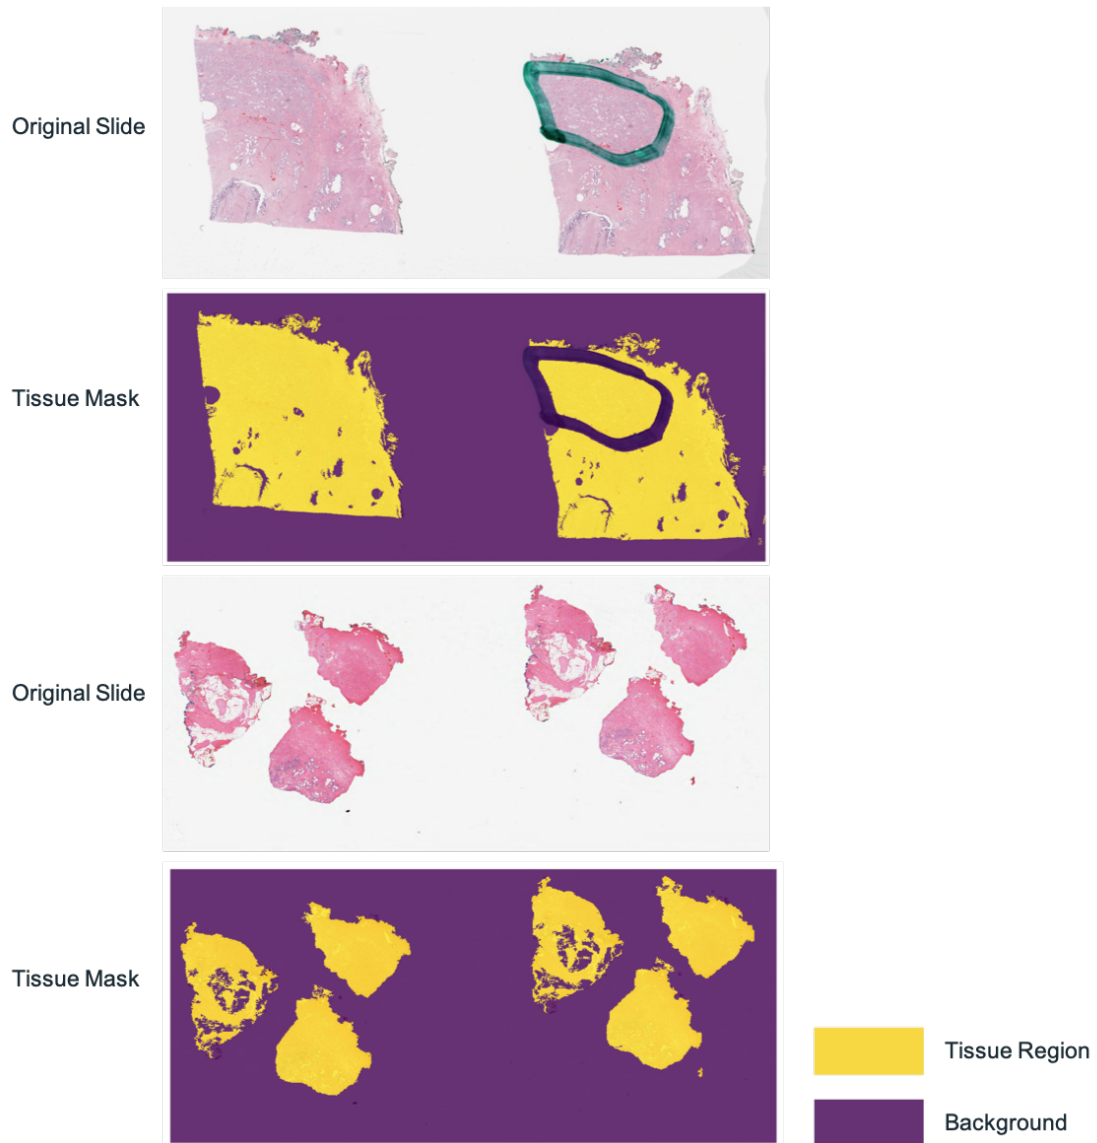 Original Slide
Tissue Mask
Original Slide
Tissue Mask
Tissue Region
Background